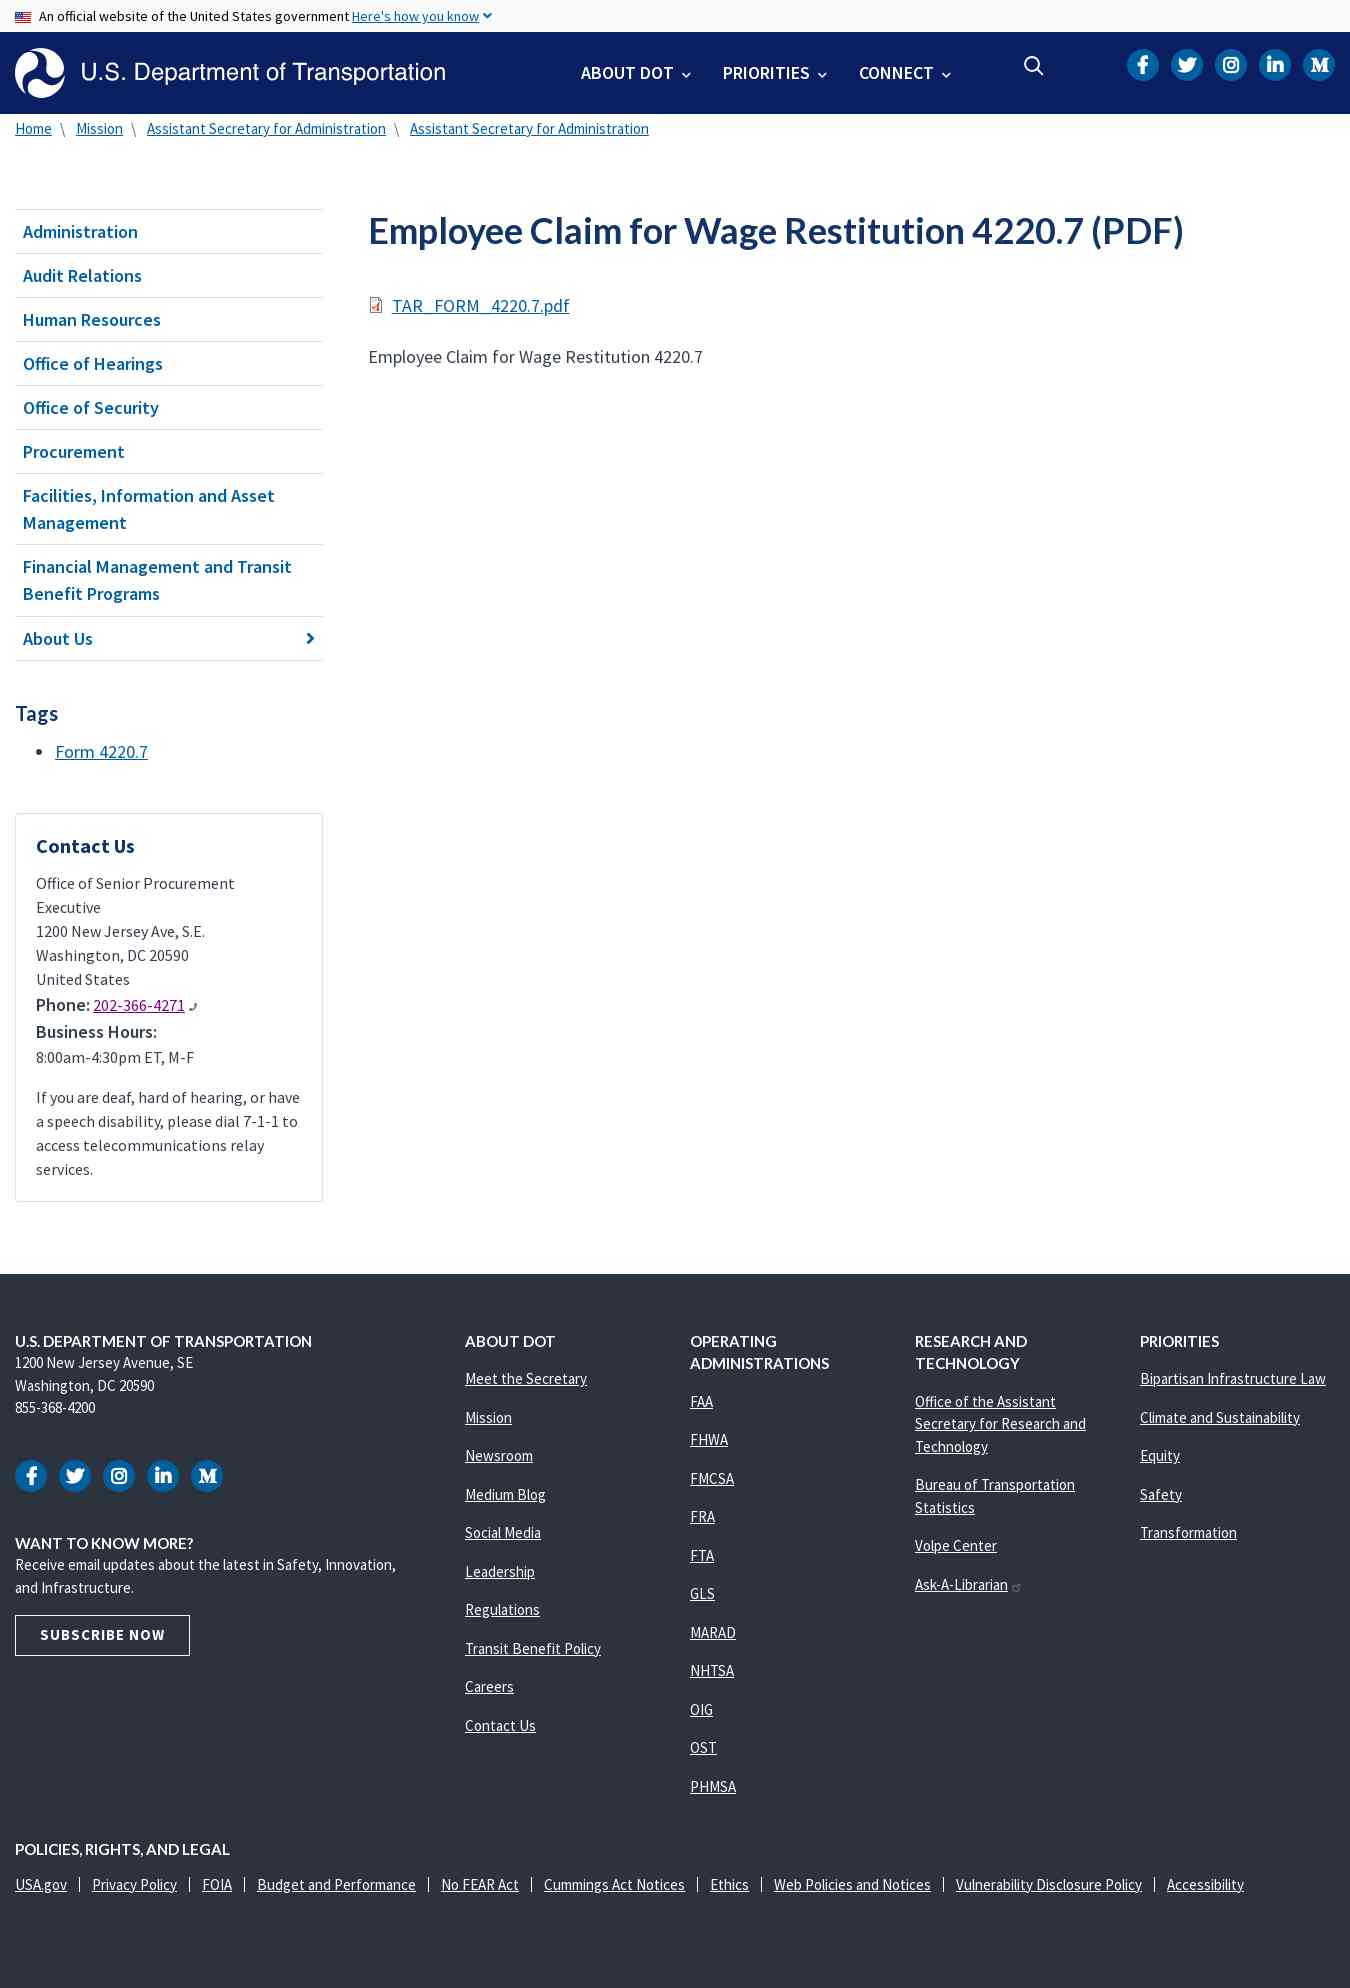 An official website of the United States government Here's how you know
U.S. Department of Transportation
ABOUT DOT
PRIORITIES
CONNECT
Home \ Mission \ Assistant Secretary for Administration \ Assistant Secretary for Administration
Administration
Audit Relations
Human Resources
Office of Hearings
Office of Security
Procurement
Facilities, Information and Asset
Management
Financial Management and Transit
Benefit Programs
About Us
Employee Claim for Wage Restitution 4220.7 (PDF)
TAR_FORM_4220.7.pdf
Employee Claim for Wage Restitution 4220.7
Tags
Form 4220.7
Contact Us
Office of Senior Procurement
Executive
1200 New Jersey Ave, S.E.
Washington, DC 20590
United States
Phone: 202-366-4271
Business Hours:
8:00am-4:30pm ET, M-F
If you are deaf, hard of hearing, or have
a speech disability, please dial 7-1-1 to
access telecommunications relay
services.
U.S. DEPARTMENT OF TRANSPORTATION
1200 New Jersey Avenue, SE
Washington, DC 20590
855-368-4200
WANT TO KNOW MORE?
Receive email updates about the latest in Safety, Innovation,
and Infrastructure.
SUBSCRIBE NOW
ABOUT DOT
Meet the Secretary
Mission
Newsroom
Medium Blog
Social Media
Leadership
Regulations
Transit Benefit Policy
Careers
Contact Us
OPERATING
ADMINISTRATIONS
FAA
FHWA
FMCSA
FRA
FTA
GLS
MARAD
NHTSA
OIG
OST
PHMSA
RESEARCH AND
TECHNOLOGY
Office of the Assistant
Secretary for Research and
Technology
Bureau of Transportation
Statistics
Volpe Center
Ask-A-Librarian
PRIORITIES
Bipartisan Infrastructure Law
Climate and Sustainability
Equity
Safety
Transformation
POLICIES, RIGHTS, AND LEGAL
USA.gov | Privacy Policy | FOIA | Budget and Performance | No FEAR Act | Cummings Act Notices | Ethics | Web Policies and Notices | Vulnerability Disclosure Policy | Accessibility